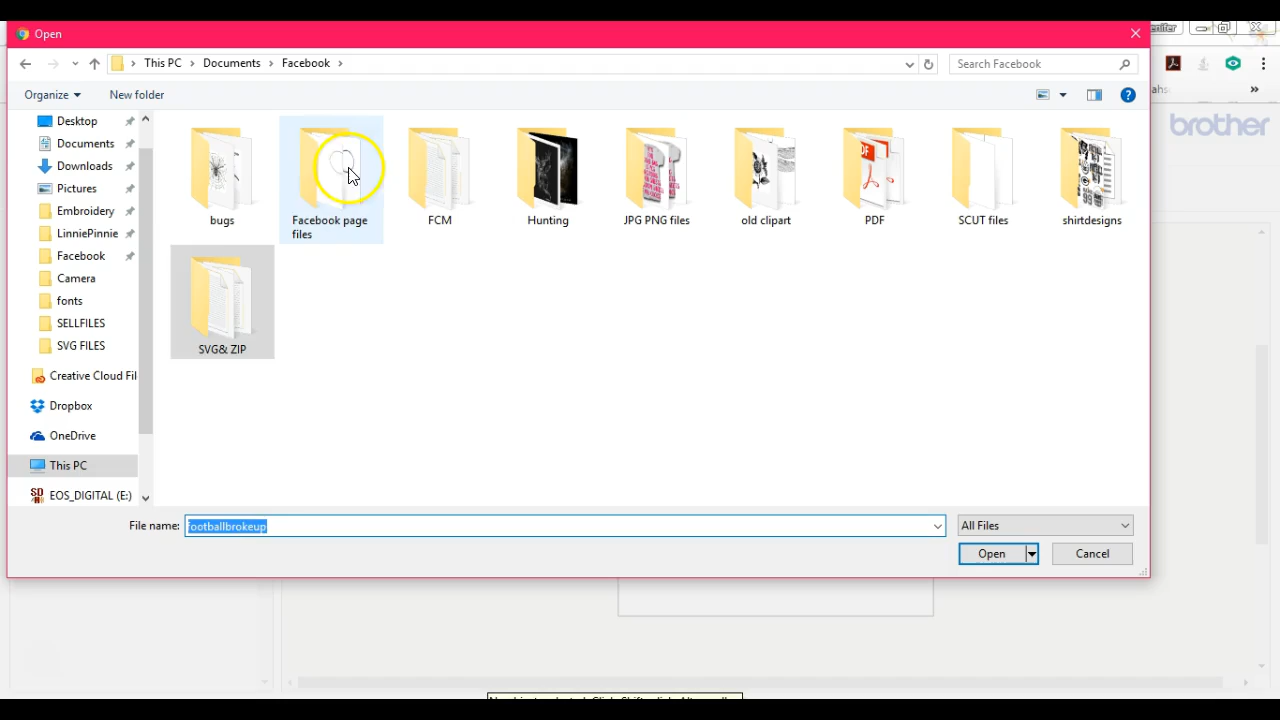 Open
This PC
Documents
Facebook
Search Facebook
Organize
New folder
brother
Desktop
Documents
Downloads
Pictures
Embroidery
LinniePinnie
Facebook
Camera
fonts
SELLFILES
SVG FILES
Creative Cloud Fil
Dropbox
OneDrive
This PC
EOS_DIGITAL (E:)
bugs
Facebook page
files
FCM
Hunting
JPG PNG files
old clipart
PDF
PDF
SCUT files
shirtdesigns
SVG& ZIP
File name:
footballbrokeup
All Files
Open
Cancel